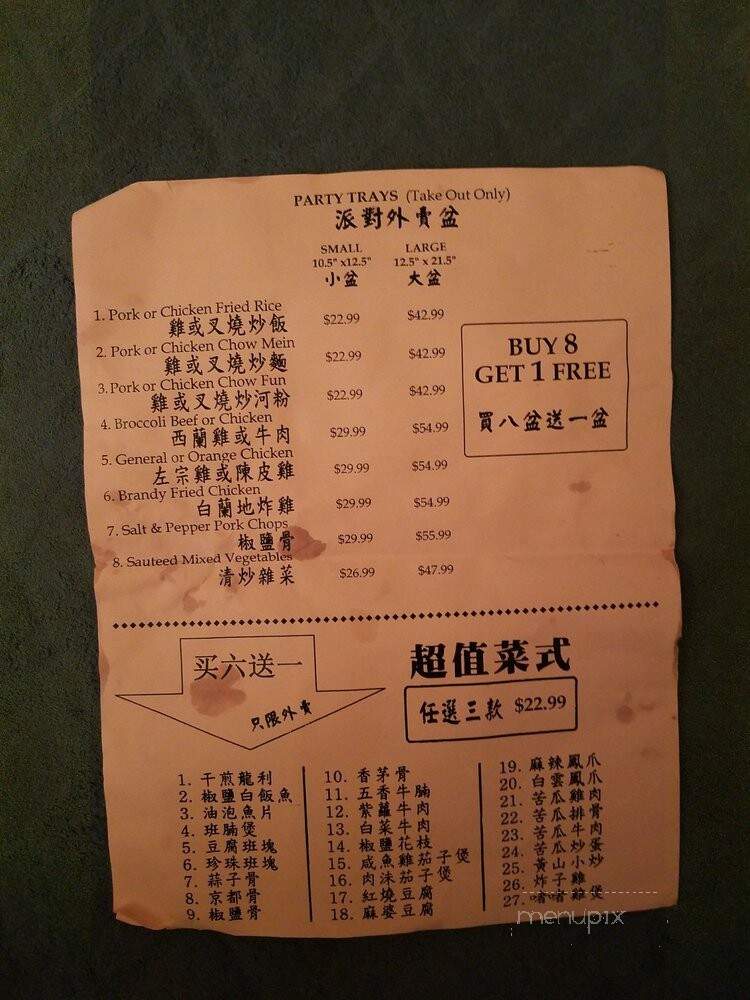 PARTY TRAYS (Take Out Only)
派對外賣盆
SMALL LARGE
10.5" x12.5" 12.5" x 21.5"
小盆 大盆
1. Pork or Chicken Fried Rice
雞或叉燒炒飯 $22.99 $42.99
2. Pork or Chicken Chow Mein
雞或叉燒炒麵 $22.99 $42.99
3. Pork or Chicken Chow Fun
雞或叉燒炒河粉 $22.99 $42.99
4. Broccoli Beef or Chicken
西蘭雞或牛肉 $29.99 $54.99
5. General or Orange Chicken
左宗雞或陳皮雞 $29.99 $54.99
6. Brandy Fried Chicken
白蘭地炸雞 $29.99 $54.99
7. Salt & Pepper Pork Chops
椒鹽骨 $29.99 $55.99
8. Sauteed Mixed Vegetables
清炒雜菜 $26.99 $47.99
BUY 8
GET 1 FREE
買八盆送一盆
买六送一
只限外賣
超值菜式
任選三款 $22.99
1. 干煎龍利
2. 椒鹽白飯魚
3. 油泡魚片
4. 班腩煲
5. 豆腐班塊
6. 珍珠班塊
7. 蒜子骨
8. 京都骨
9. 椒鹽骨
10. 香茅骨
11. 五香牛腩
12. 紫蘿牛肉
13. 白菜牛肉
14. 椒鹽花枝
15. 咸魚雞茄子煲
16. 肉沫茄子煲
17. 紅燒豆腐
18. 麻婆豆腐
19. 麻辣鳳爪
20. 白雲鳳爪
21. 苦瓜雞肉
22. 苦瓜排骨
23. 苦瓜牛肉
24. 苦瓜炒蛋
25. 黃山小炒
26. 炸子雞
27. 啫啫雞煲
menupix